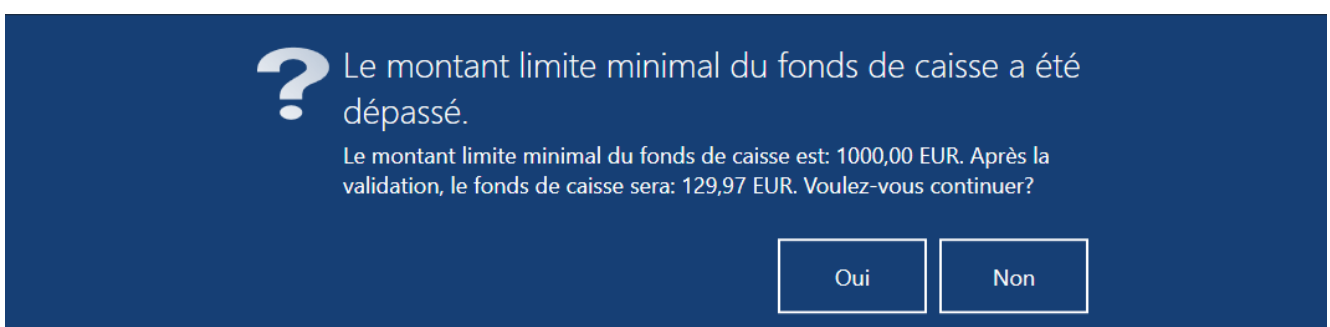 Le montant limite minimal du fonds de caisse a été
dépassé.
Le montant limite minimal du fonds de caisse est: 1000,00 EUR. Après la
validation, le fonds de caisse sera: 129,97 EUR. Voulez-vous continuer?
Oui
Non